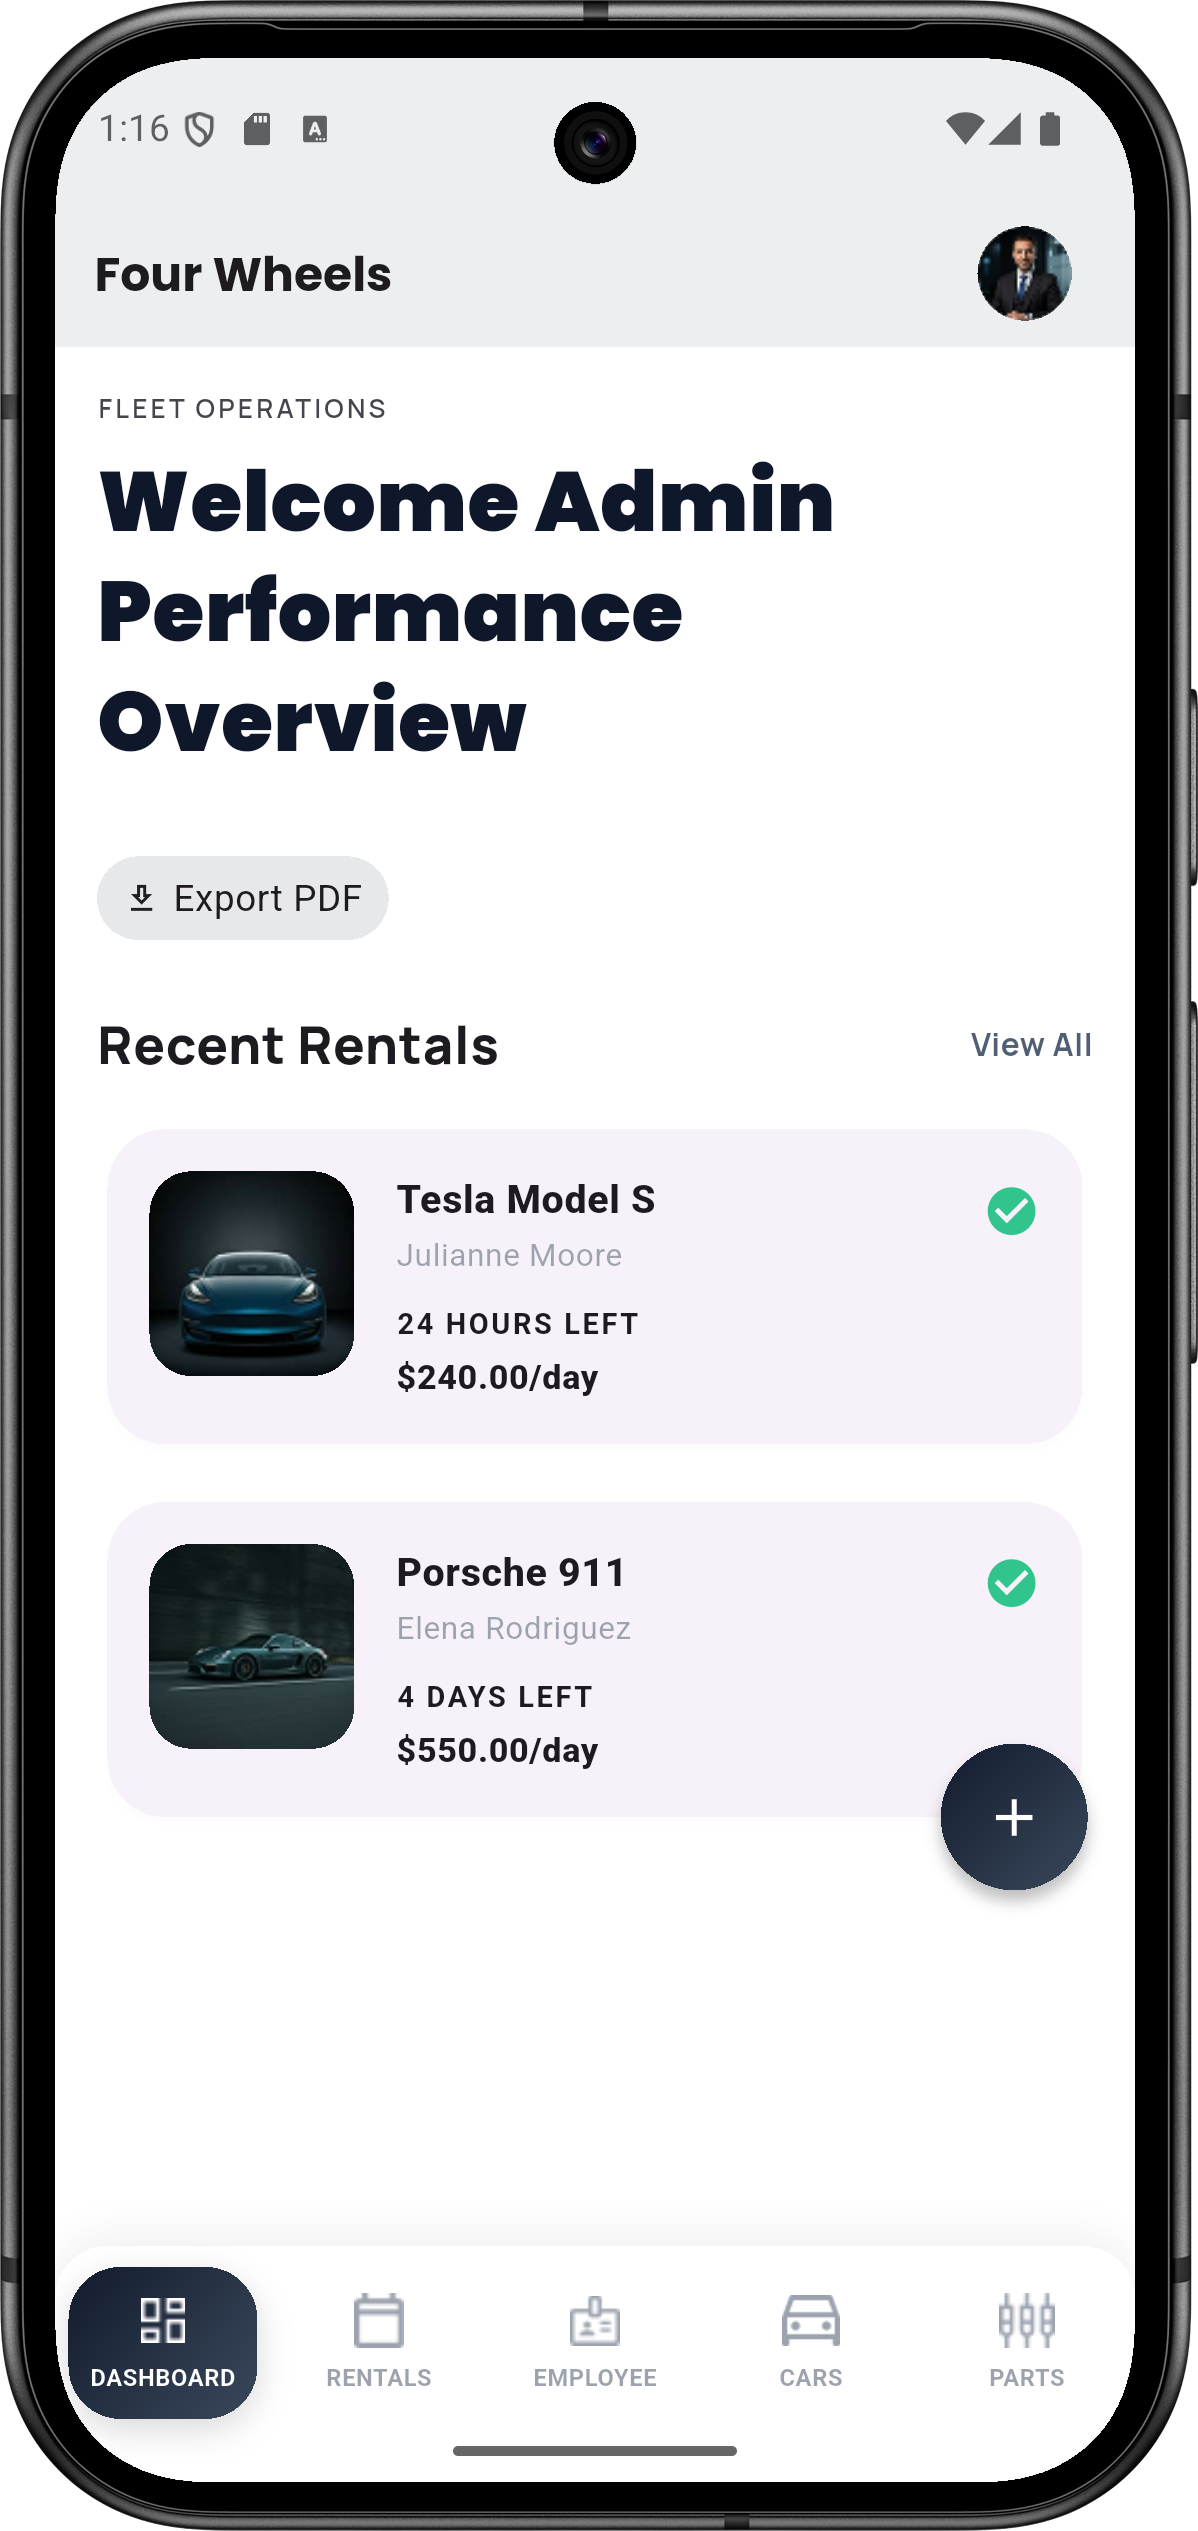 1:16
Four Wheels
FLEET OPERATIONS
Welcome Admin
Performance
Overview
Export PDF
Recent Rentals
View All
Tesla Model S
Julianne Moore
24 HOURS LEFT
$240.00/day
Porsche 911
Elena Rodriguez
4 DAYS LEFT
$550.00/day
DASHBOARD
RENTALS
EMPLOYEE
CARS
PARTS